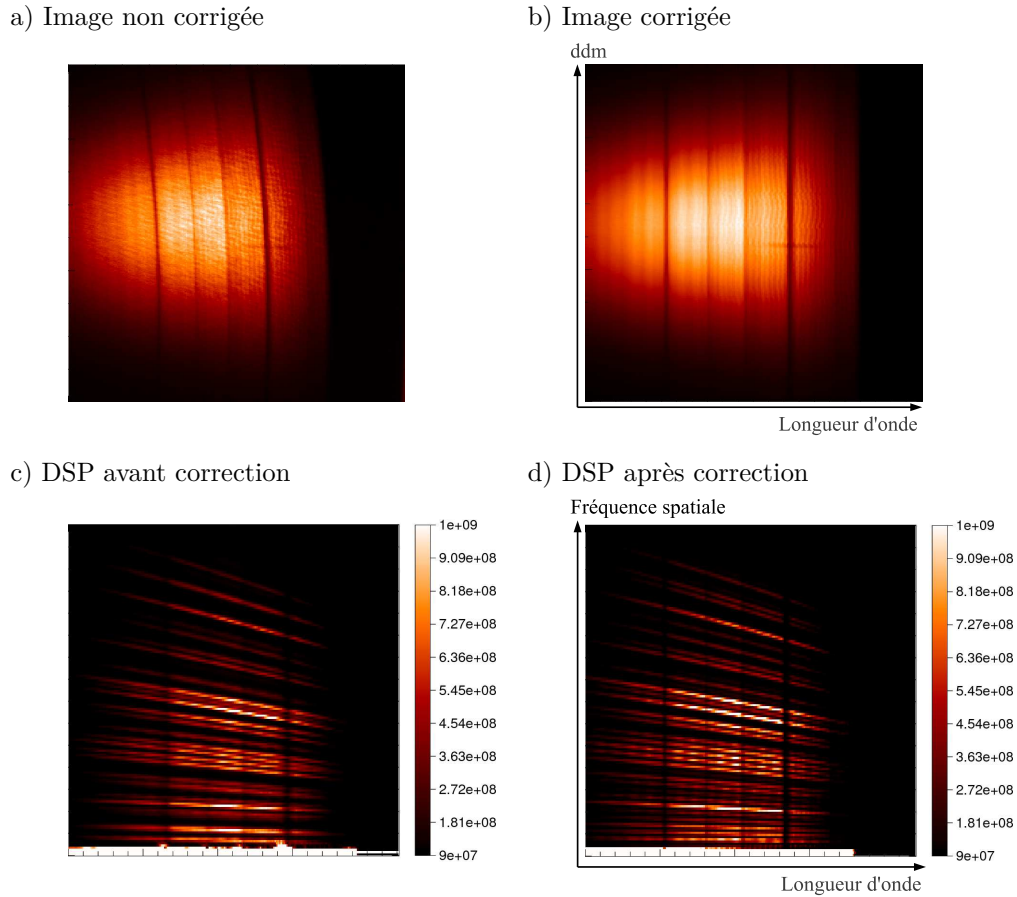 a) Image non corrigée
b) Image corrigée
ddm
Longueur d'onde
c) DSP avant correction
d) DSP après correction
Fréquence spatiale
1e+09
9.09e+08
8.18e+08
7.27e+08
6.36e+08
5.45e+08
4.54e+08
3.63e+08
2.72e+08
1.81e+08
9e+07
1e+09
9.09e+08
8.18e+08
7.27e+08
6.36e+08
5.45e+08
4.54e+08
3.63e+08
2.72e+08
1.81e+08
9e+07
Longueur d'onde